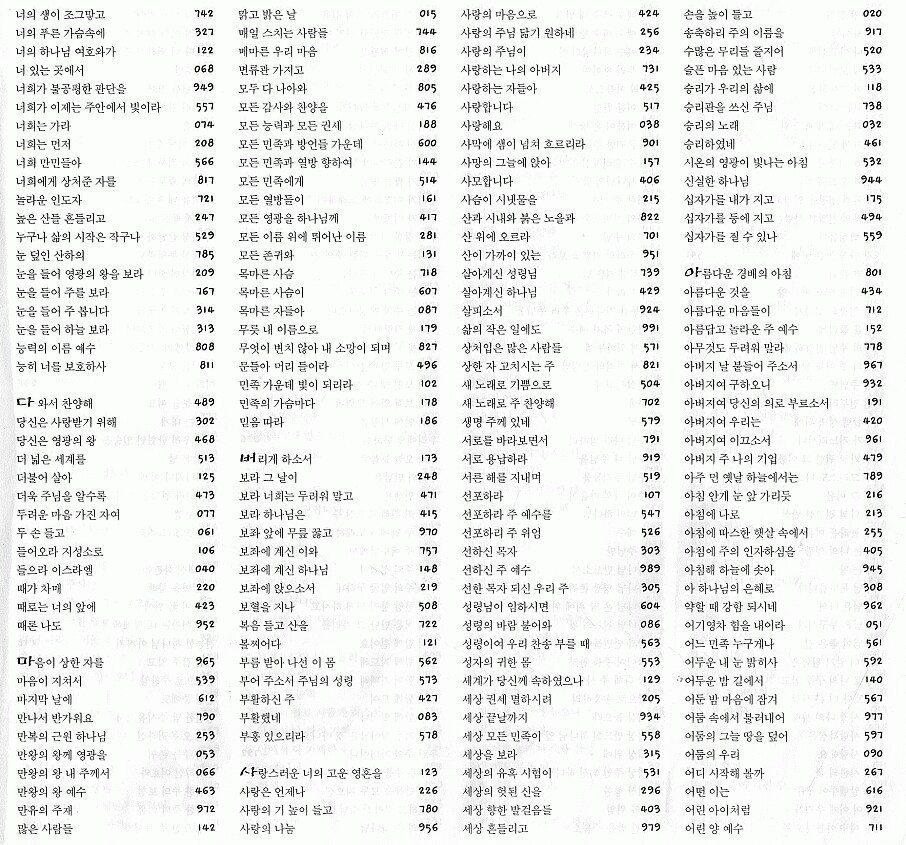 너의 쟁이 조그맣고 742
너의 푸른 가슴속에 327
너의 하나님 여호와가 122
너 있는 곳에서 068
너희가 불공평한 판단을 949
너희가 이제는 주안에서 빛이라 557
너희는 가라 074
너희는 먼저 208
너희 만민들아 566
너희에게 상처준 자를 817
놀라운 인도자 721
높은 산들 흔들리고 247
누구나 삶의 시작은 작구나 529
눈 덮인 산하의 785
눈을 들어 영광의 왕을 보라 209
눈을 들어 주를 보라 767
눈을 들어 주 봅니다 314
눈을 들어 하늘 보라 313
능력의 이름 예수 808
능히 너를 보호하사 811
다 와서 찬양해 489
당신은 사랑받기 위해 302
당신은 영광의 왕 468
더 넓은 세계를 513
더불어 살아 125
더욱 주님을 알수록 473
두려운 마음 가진 자여 077
두 손 들고 061
들어오라 지성소로 106
들으라 이스라엘 040
때가 차매 220
때로는 너의 앞에 423
때론 나도 952
마음이 상한 자를 965
마음이 지쳐서 539
마지막 날에 612
만나서 반가워요 790
만복의 근원 하나님 253
만왕의 왕께 영광을 053
만왕의 왕 내 주께서 066
만왕의 왕 예수 463
만유의 주재 972
많은 사람들 142
맑고 밝은 날 015
매일 스치는 사람들 744
메마른 우리 마음 816
면류관 가지고 289
모두 다 나아와 805
모든 감사와 찬양을 476
모든 능력과 모든 권세 188
모든 민족과 방언들 가운데 600
모든 민족과 열방 향하여 144
모든 민족에게 514
모든 열방들이 161
모든 영광을 하나님께 417
모든 이름 위에 뛰어난 이름 281
모든 존귀와 131
목마른 사슴 718
목마른 사슴이 429
목마른 자들아 087
무릇 내 이름으로 179
무엇이 변치 않아 내 소망이 되며 827
문들아 머리 들어라 496
민족 가운데 빛이 되리라 102
민족의 가슴마다 178
믿음 따라 186
버리게 하소서 173
보라 그 날이 248
보라 너희는 두려워 말고 471
보라 하나님은 415
보좌 앞에 무릎 꿇고 970
보좌에 계신 이와 757
보좌에 계신 하나님 148
보좌에 앉으소서 219
보혈을 지나 508
복음 들고 산을 722
볼찌어다 121
부름 받아 나선 이 몸 562
부어 주소서 주님의 성령 573
부활하신 주 427
부활했네 083
부흥 있으리라 578
사랑스러운 너의 고운 영혼을 123
사랑은 언제나 226
사랑의 기 높이 들고 780
사랑의 나눔 956
사랑의 마음으로 424
사랑의 주님 닮기 원하네 256
사랑의 주님이 234
사랑하는 나의 아버지 731
사랑하는 자들아 425
사랑합니다 517
사랑해요 038
사막에 샘이 넘쳐 흐르리라 901
사망의 그늘에 앉아 157
사모합니다 406
사슴이 시냇물을 215
산과 시내와 붉은 노을과 822
산 위에 오르라 701
산이 가까이 있는 951
살아계신 성령님 739
살아계신 하나님 429
살피소서 924
삶의 작은 일에도 991
상처입은 많은 사람들 571
상한 자 고치시는 주 821
새 노래로 기쁨으로 504
새 노래로 주 찬양해 702
생명 주께 있네 579
서로를 바라보면서 791
서로 용납하라 919
서른 해를 지내며 519
선포하라 107
선포하라 주 예수를 547
선포하리 주 위엄 526
선하신 목자 303
선하신 주 예수 989
선한 목자 되신 우리 주 305
성령님이 임하시면 604
성령의 바람 불어와 086
성령이여 우리 찬송 부를 때 563
성자의 귀한 몸 553
세계가 당신께 속하였으나 129
세상 권세 멸하시려 205
세상 끝날까지 934
세상 모든 민족이 558
세상을 보라 315
세상의 유혹 시험이 531
세상의 헛된 신을 296
세상 향한 발걸음들 403
세상 흔들리고 979
손을 높이 들고 020
송축하리 주의 이름을 917
수많은 무리들 줄지어 520
슬픈 마음 있는 사람 533
승리가 우리의 삶에 118
승리관을 쓰신 주님 738
승리의 노래 032
승리하였네 461
시온의 영광이 빛나는 아침 532
신실한 하나님 944
십자가를 내가 지고 175
십자가를 등에 지고 494
십자가를 질 수 있나 559
아름다운 경배의 아침 801
아름다운 것을 434
아름다운 마음들이 712
아름답고 놀라운 주 예수 152
아무것도 두려워 말라 778
아버지 날 붙들어 주소서 967
아버지여 구하오니 932
아버지여 당신의 의로 부르소서 191
아버지여 우리는 420
아버지여 이끄소서 961
아버지 주 나의 기업 479
아주 먼 옛날 하늘에서는 789
아침 안개 눈 앞 가리듯 216
아침에 나로 213
아침에 따스한 햇살 속에서 255
아침에 주의 인자하심을 405
아침해 하늘에 솟아 945
아 하나님의 은혜로 308
약할 때 강함 되시네 962
어기영차 힘을 내어라 051
어느 민족 누구게나 561
어두운 내 눈 밝히사 592
어두운 밤 길에서 140
어둔 밤 마음에 잠겨 567
어둠 속에서 불러내어 977
어둠의 그늘 땅을 덮어 597
어둠의 우리 090
어디 시작해 볼까 267
어떤 이는 616
어린 아이처럼 921
어린 양 예수 711